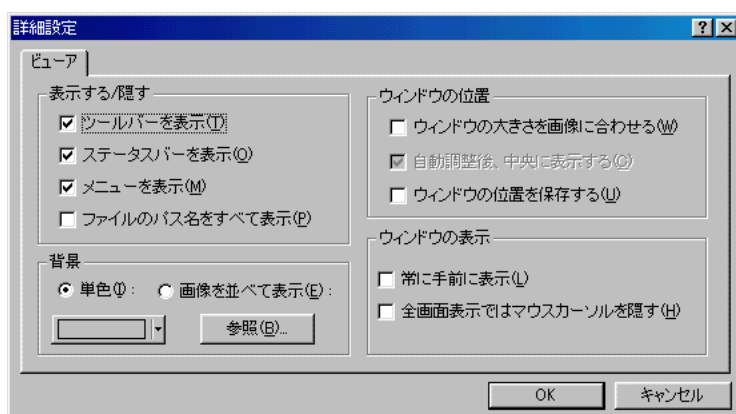 詳細設定
ビューア
表示する/隠す
ツールバーを表示(T)
ステータスバーを表示(O)
メニューを表示(M)
ファイルのパス名をすべて表示(P)
背景
単色(I): 画像を並べて表示(E):
参照(B)...
ウィンドウの位置
ウィンドウの大きさを画像に合わせる(W)
自動調整後、中央に表示する(C)
ウィンドウの位置を保存する(U)
ウィンドウの表示
常に手前に表示(L)
全画面表示ではマウスカーソルを隠す(H)
OK キャンセル